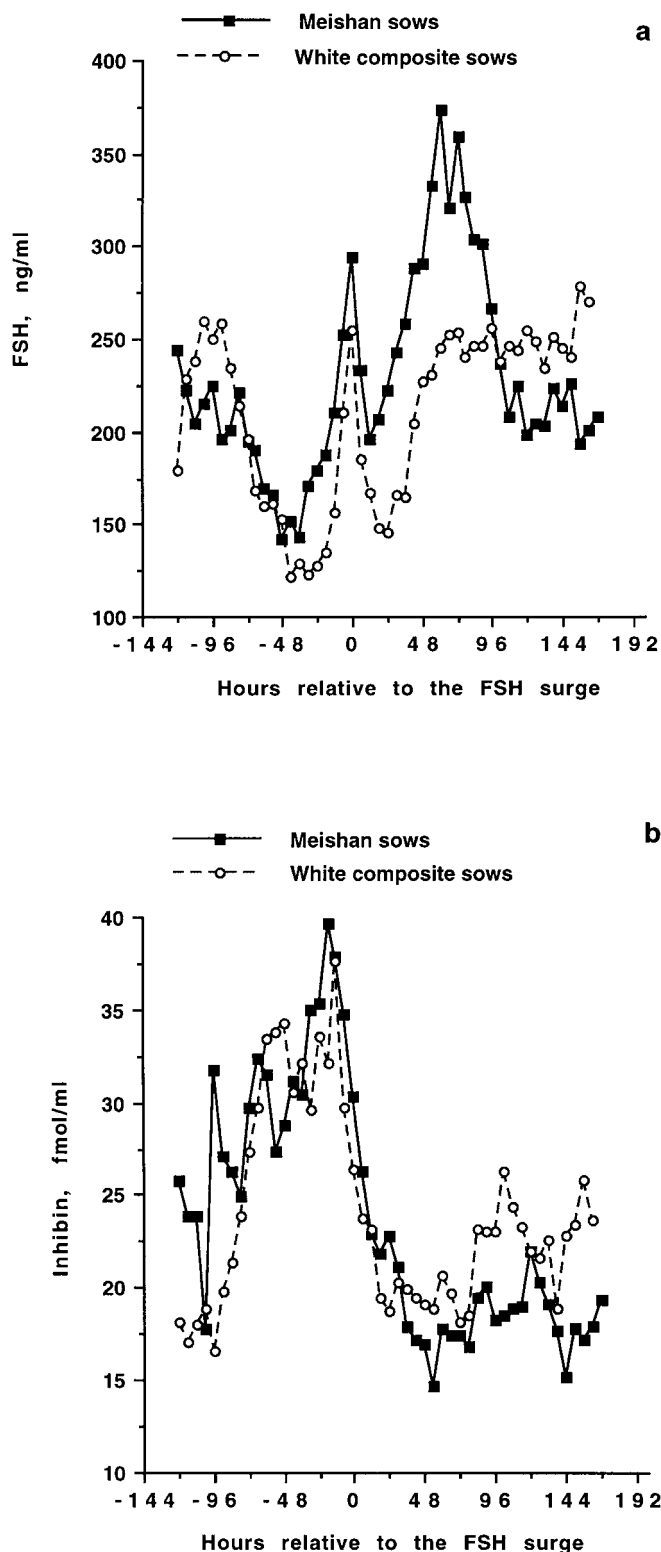 Meishan sows
a
White composite sows
400
350
300
250
200
150
100
FSH, ng/ml
-144 -96 -48 0 48 96 144 192
Hours relative to the FSH surge
Meishan sows
b
White composite sows
40
35
30
25
20
15
10
Inhibin, fmol/ml
-144 -96 -48 0 48 96 144 192
Hours relative to the FSH surge